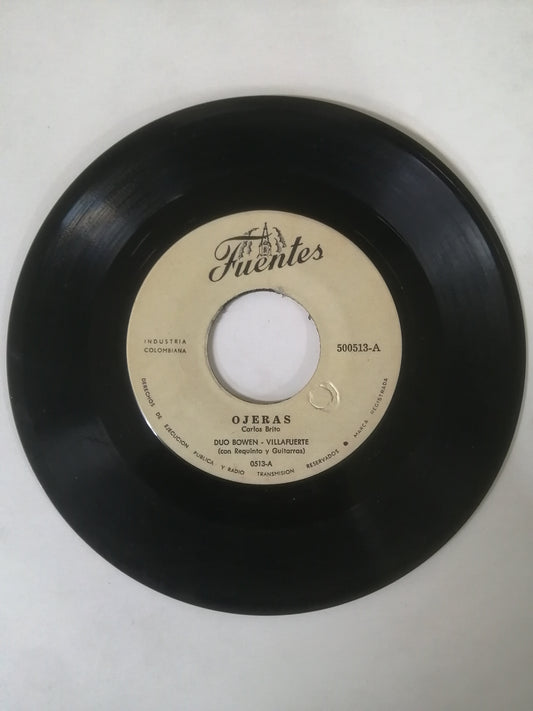 Fuentes
INDUSTRIA
COLOMBIANA
500513-A
OJERAS
Carlos Brito
DUO BOWEN - VILLAFUERTE
(con Requinto y Guitarras)
0513-A
DERECHOS DE EJECUCION PUBLICA Y RADIO TRANSMISION RESERVADOS ● MARCA REGISTRADA